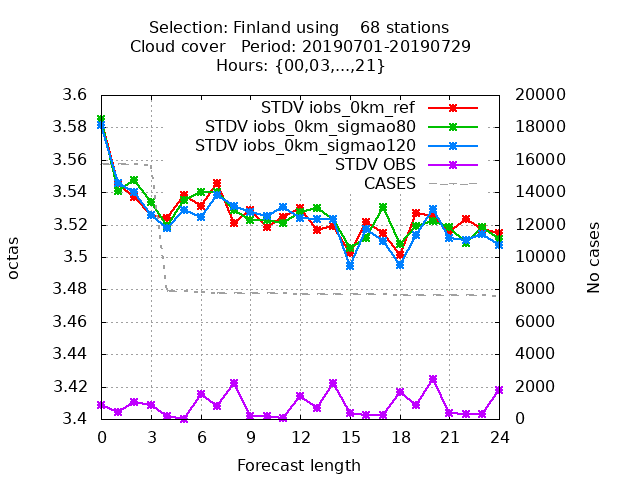 Selection: Finland using    68 stations
Cloud cover   Period: 20190701-20190729
Hours: {00,03,...,21}
3.6
3.58
3.56
3.54
3.52
3.5
3.48
3.46
3.44
3.42
3.4
octas
STDV iobs_0km_ref
STDV iobs_0km_sigmao80
STDV iobs_0km_sigmao120
STDV OBS
CASES
20000
18000
16000
14000
12000
10000
8000
6000
4000
2000
0
No cases
0 3 6 9 12 15 18 21 24
Forecast length